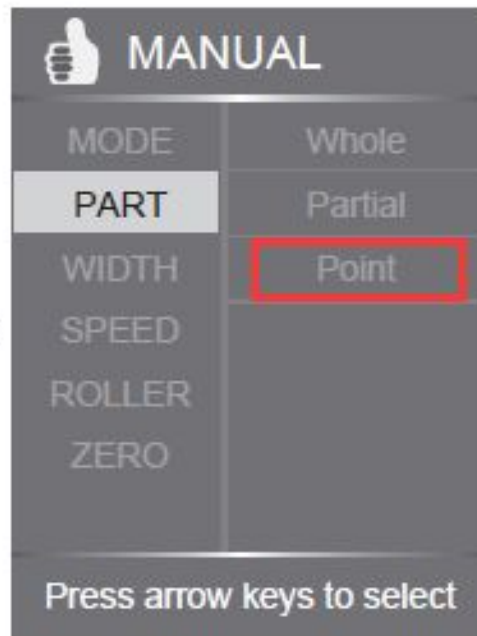 MANUAL
MODE Whole
PART Partial
WIDTH Point
SPEED
ROLLER
ZERO
Press arrow keys to select